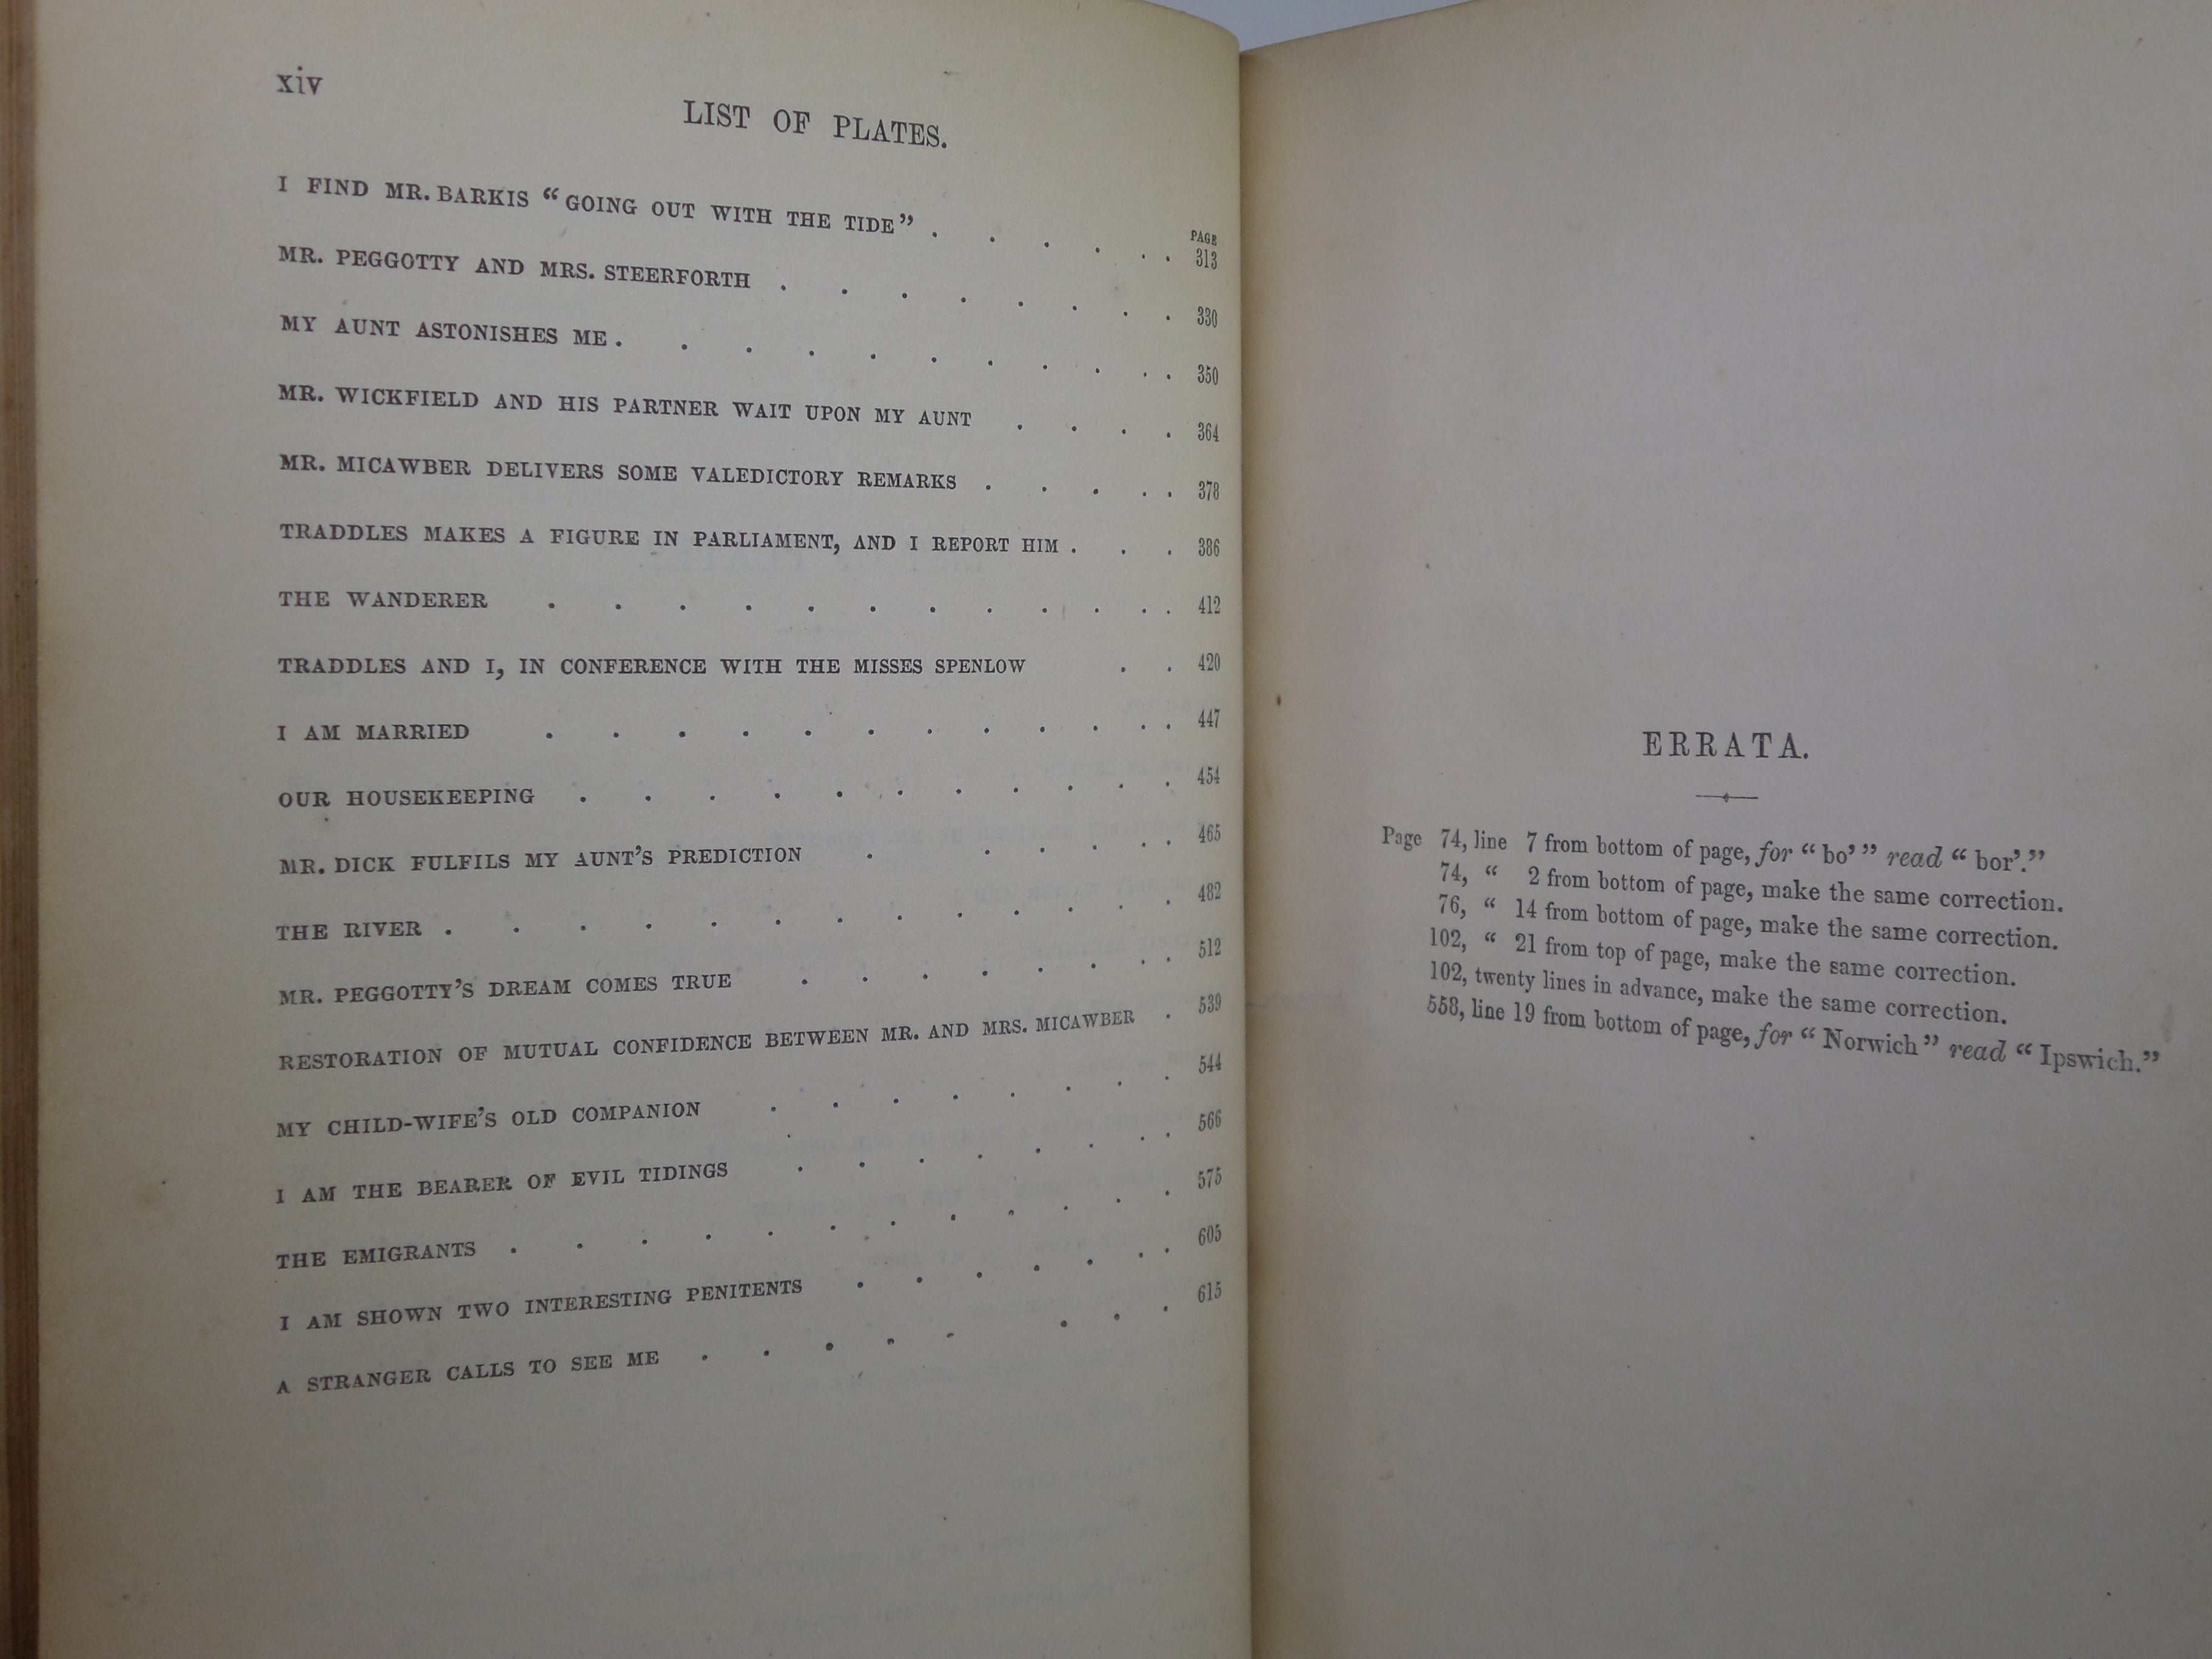 xiv
LIST OF PLATES.
PAGE
I FIND MR. BARKIS “GOING OUT WITH THE TIDE” . . . . . . 313
MR. PEGGOTTY AND MRS. STEERFORTH . . . . . . . . 330
MY AUNT ASTONISHES ME . . . . . . . . . . . 350
MR. WICKFIELD AND HIS PARTNER WAIT UPON MY AUNT . . . . 364
MR. MICAWBER DELIVERS SOME VALEDICTORY REMARKS . . . . . 378
TRADDLES MAKES A FIGURE IN PARLIAMENT, AND I REPORT HIM . . . 386
THE WANDERER . . . . . . . . . . . . 412
TRADDLES AND I, IN CONFERENCE WITH THE MISSES SPENLOW . . 420
I AM MARRIED . . . . . . . . . . . . 447
OUR HOUSEKEEPING . . . . . . . . . . . 454
MR. DICK FULFILS MY AUNT’S PREDICTION . . . . . . 465
THE RIVER . . . . . . . . . . . . . 482
MR. PEGGOTTY’S DREAM COMES TRUE . . . . . . . . 512
RESTORATION OF MUTUAL CONFIDENCE BETWEEN MR. AND MRS. MICAWBER . 539
MY CHILD-WIFE’S OLD COMPANION . . . . . . . . 544
I AM THE BEARER OF EVIL TIDINGS . . . . . . . . 566
THE EMIGRANTS . . . . . . . . . . . . 575
I AM SHOWN TWO INTERESTING PENITENTS . . . . . . . 605
A STRANGER CALLS TO SEE ME . . . . . . . . 615
ERRATA.
Page 74, line 7 from bottom of page, for “ bo’ ” read “ bor’.”
74, “ 2 from bottom of page, make the same correction.
76, “ 14 from bottom of page, make the same correction.
102, “ 21 from top of page, make the same correction.
102, twenty lines in advance, make the same correction.
558, line 19 from bottom of page, for “ Norwich ” read “ Ipswich.”